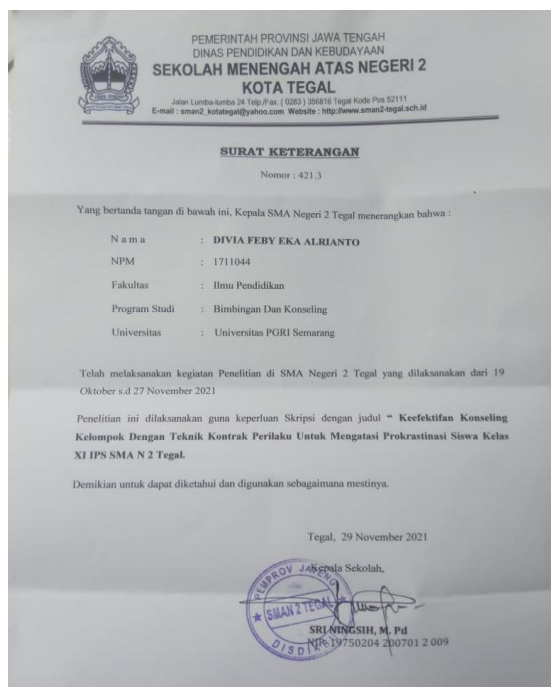 PEMERINTAH PROVINSI JAWA TENGAH
DINAS PENDIDIKAN DAN KEBUDAYAAN
SEKOLAH MENENGAH ATAS NEGERI 2
KOTA TEGAL
Jalan Lumba-lumba 24 Telp./Fax. ( 0283 ) 356816 Tegal Kode Pos 52111
E-mail : sman2_kotategal@yahoo.com Website : http://www.sman2-tegal.sch.id
SURAT KETERANGAN
Nomor : 421.3
Yang bertanda tangan di bawah ini, Kepala SMA Negeri 2 Tegal menerangkan bahwa :
N a m a : DIVIA FEBY EKA ALRIANTO
NPM : 1711044
Fakultas : Ilmu Pendidikan
Program Studi : Bimbingan Dan Konseling
Universitas : Universitas PGRI Semarang
Telah melaksanakan kegiatan Penelitian di SMA Negeri 2 Tegal yang dilaksanakan dari 19
Oktober s.d 27 November 2021
Penelitian ini dilaksanakan guna keperluan Skripsi dengan judul “ Keefektifan Konseling
Kelompok Dengan Teknik Kontrak Perilaku Untuk Mengatasi Prokrastinasi Siswa Kelas
XI IPS SMA N 2 Tegal.
Demikian untuk dapat diketahui dan digunakan sebagaimana mestinya.
Tegal, 29 November 2021
Kepala Sekolah,
PEMPROV JATENG
SMAN 2 TEGAL
SRI NINGSIH, M. Pd
NIP. 19750204 200701 2 009